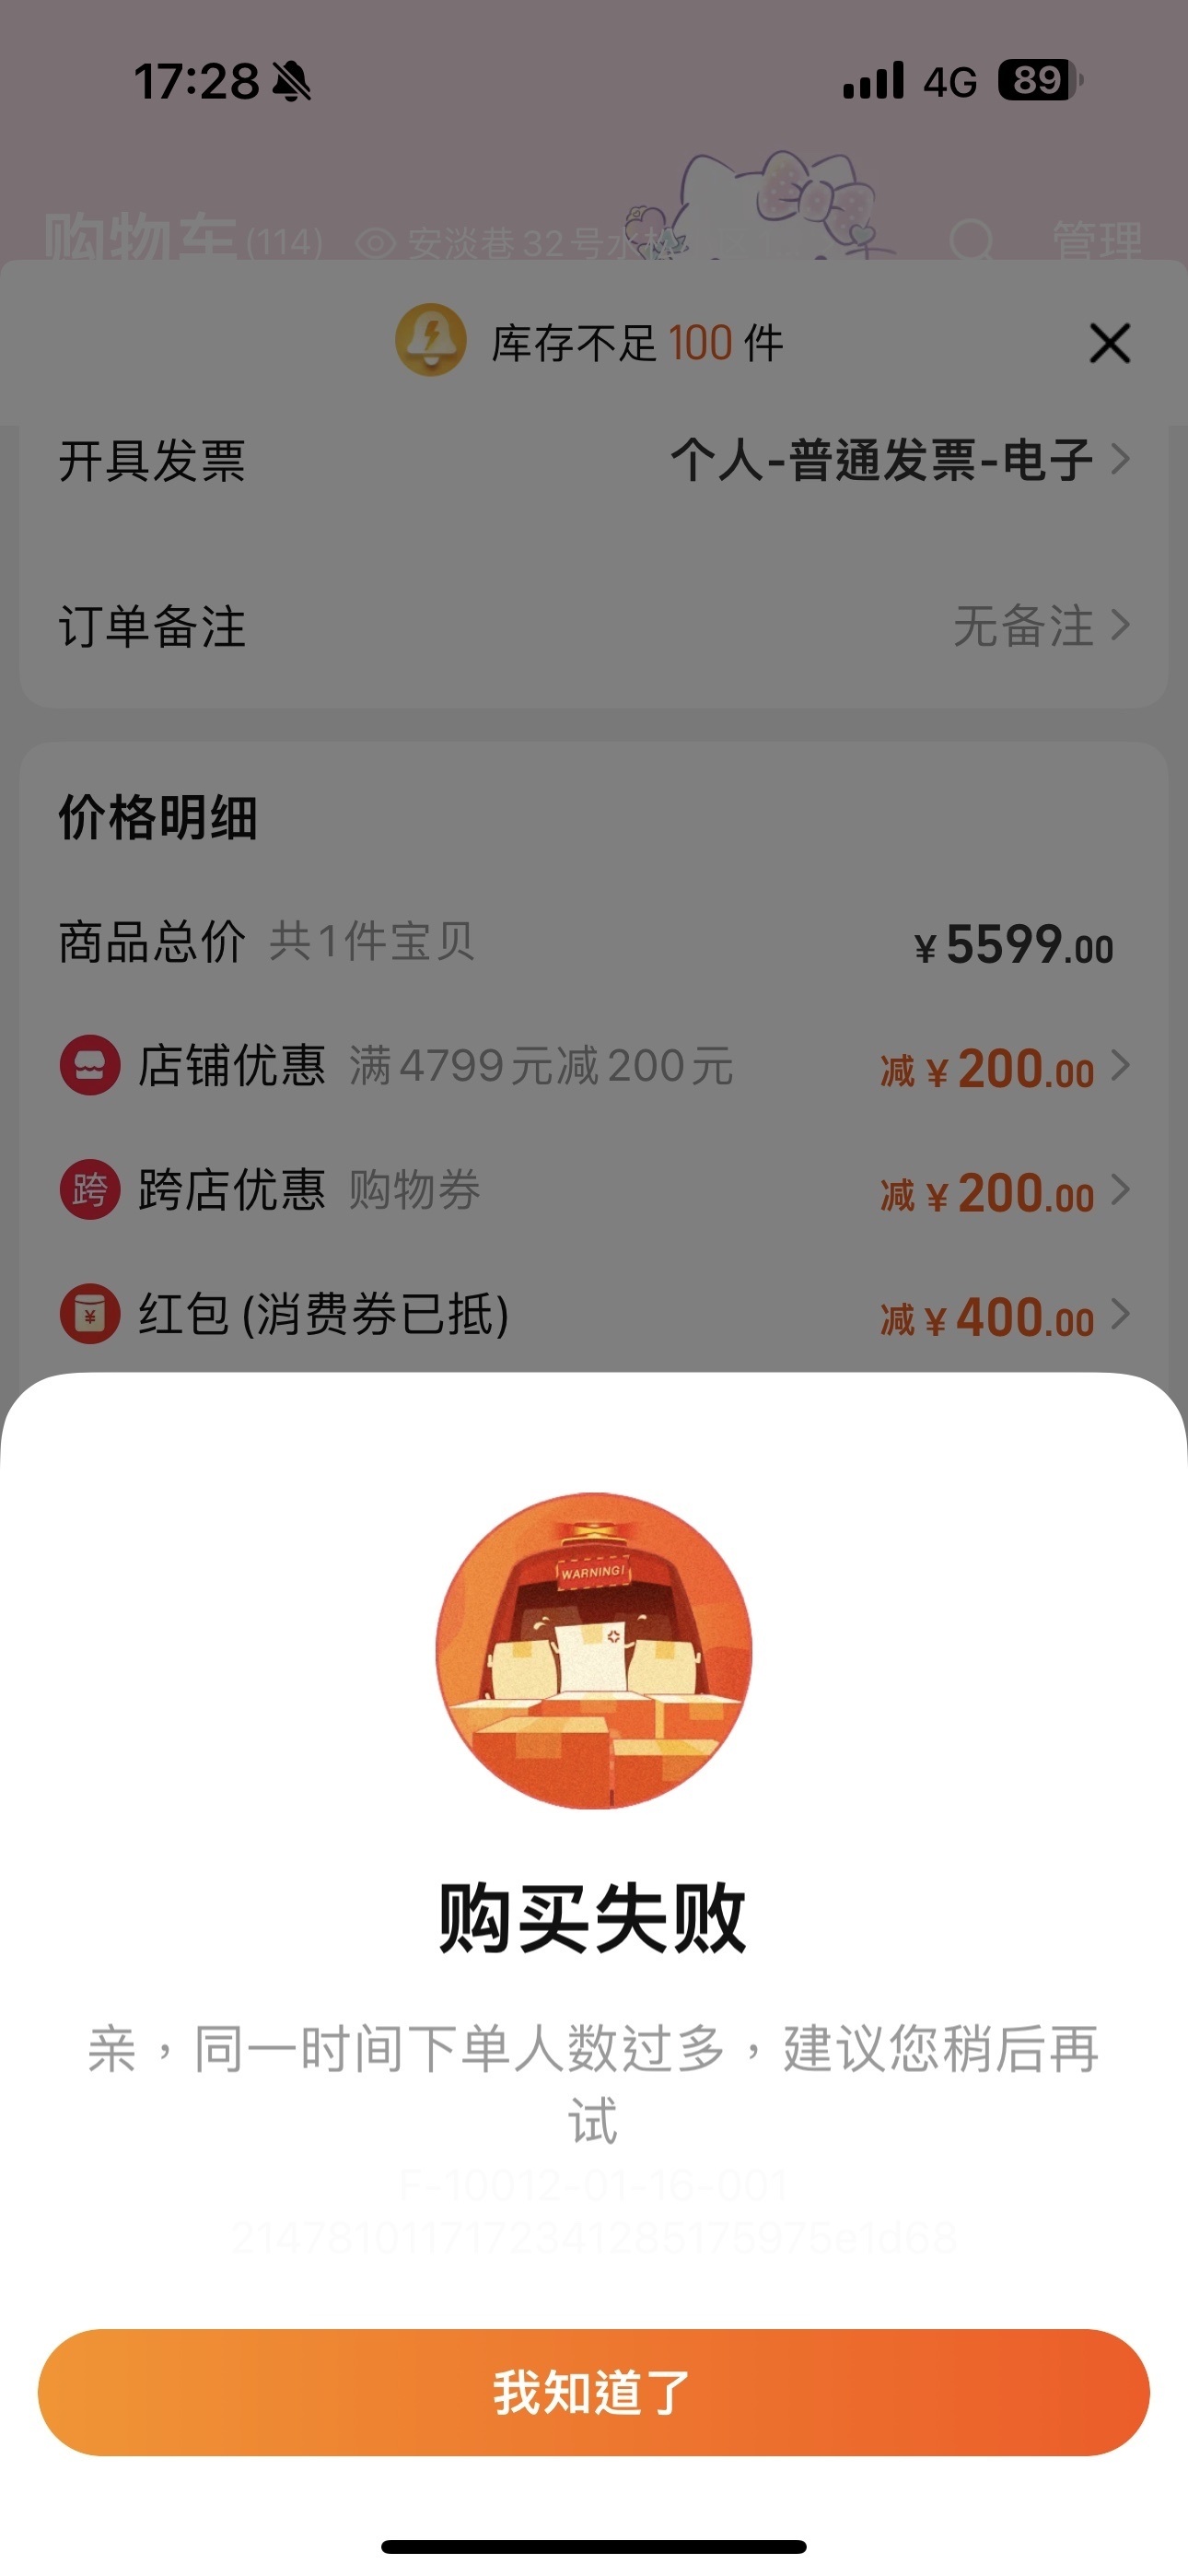 17:28
4G
89
购物车(114)
安淡巷32号水
管理
库存不足 100 件
开具发票
个人-普通发票-电子
订单备注
无备注
价格明细
商品总价 共1件宝贝
¥5599.00
店铺优惠 满4799元减200元
减 ¥200.00
跨 跨店优惠 购物券
减 ¥200.00
¥ 红包 (消费券已抵)
减 ¥400.00
WARNING!
购买失败
亲，同一时间下单人数过多，建议您稍后再
试
F-10012-01-16-001
2147810117172341285175975e1d68
我知道了